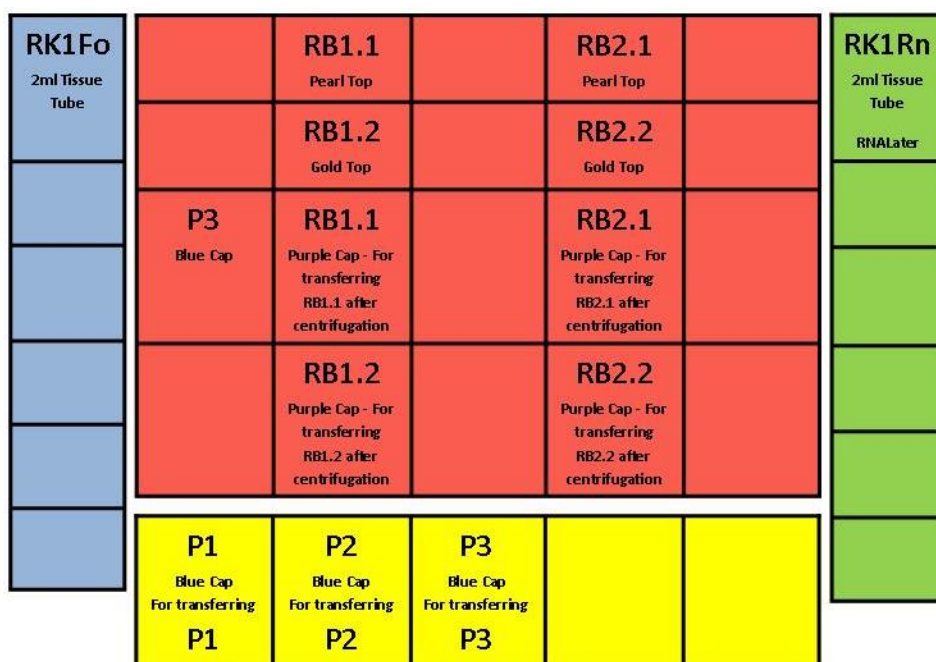 RK1Fo
2ml Tissue
Tube
RB1.1
Pearl Top
RB2.1
Pearl Top
RB1.2
Gold Top
RB2.2
Gold Top
P3
Blue Cap
RB1.1
Purple Cap - For
transferring
RB1.1 after
centrifugation
RB2.1
Purple Cap - For
transferring
RB2.1 after
centrifugation
RB1.2
Purple Cap - For
transferring
RB1.2 after
centrifugation
RB2.2
Purple Cap - For
transferring
RB2.2 after
centrifugation
RK1Rn
2ml Tissue
Tube
RNALater
P1
Blue Cap
For transferring
P1
P2
Blue Cap
For transferring
P2
P3
Blue Cap
For transferring
P3